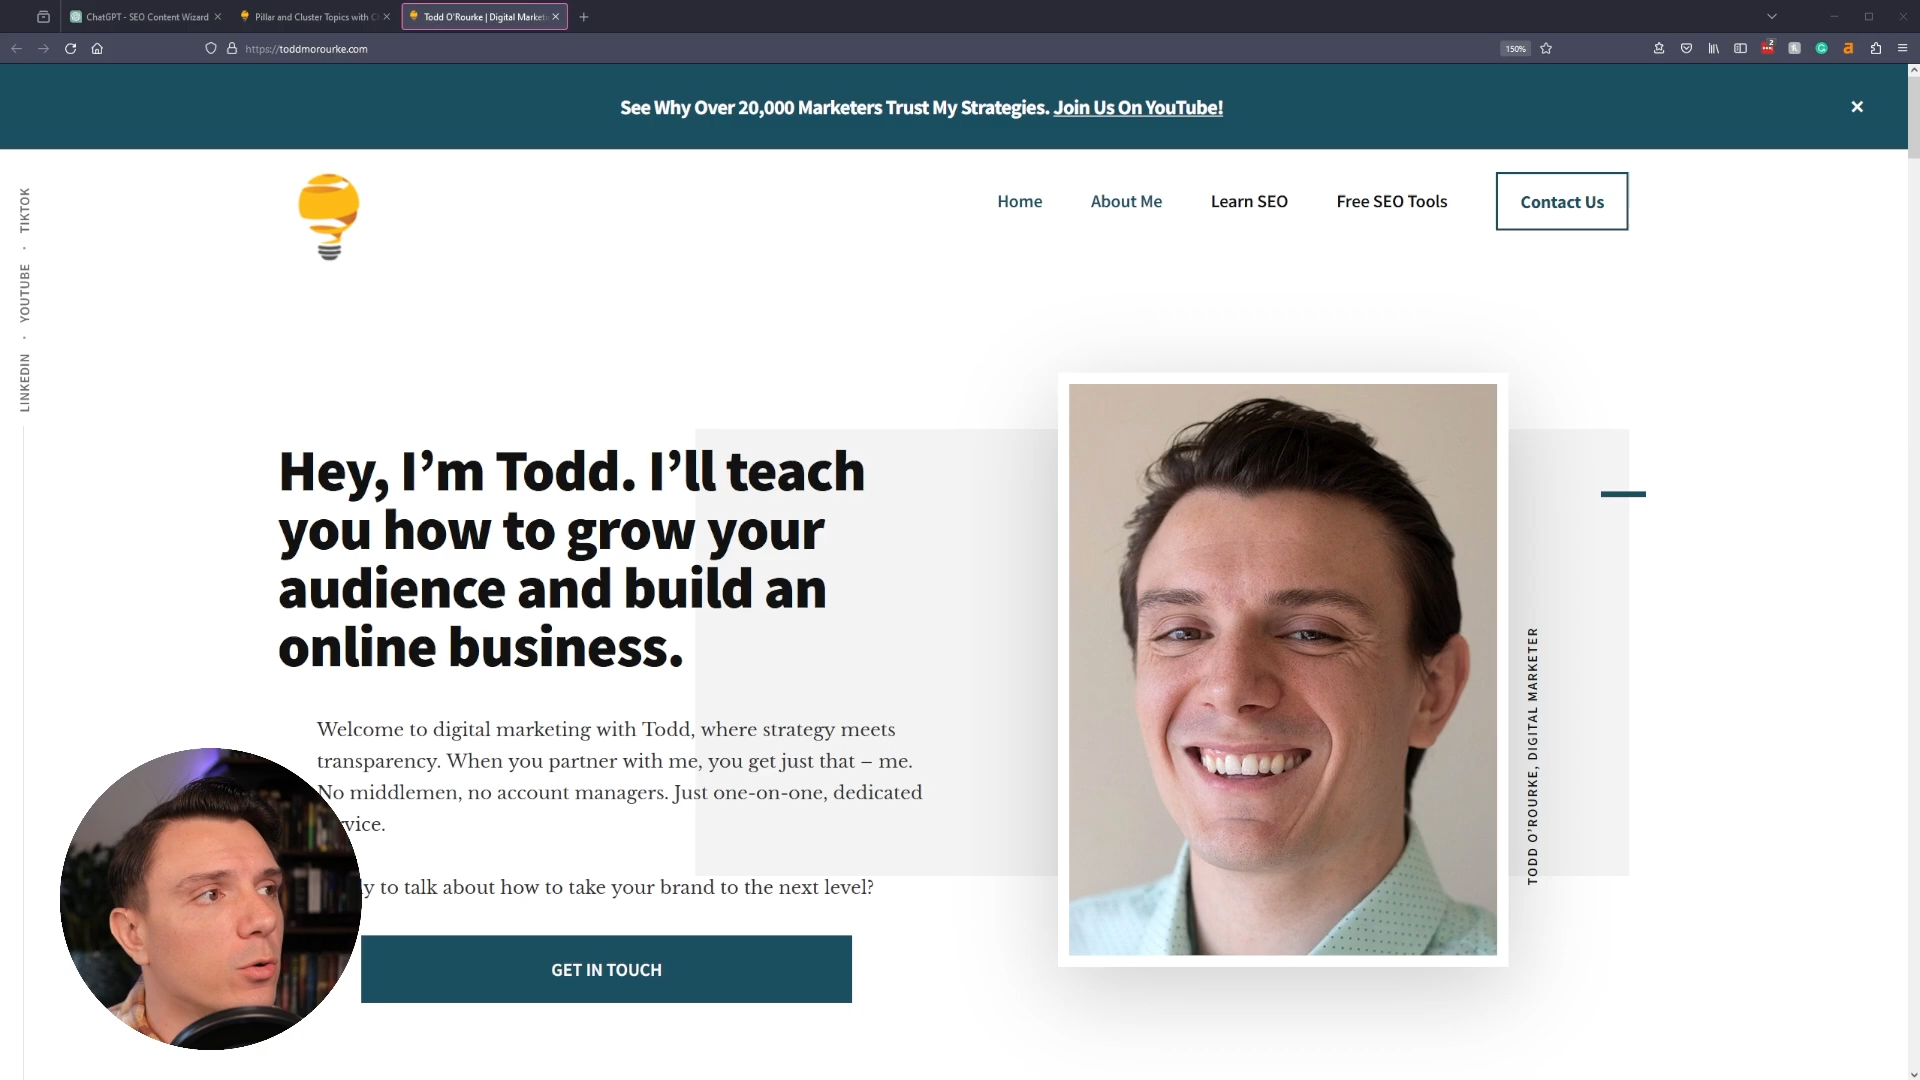 ChatGPT - SEO Content Wizard
Pillar and Cluster Topics with
Todd O'Rourke | Digital Market
https://toddmorourke.com
150%
2
See Why Over 20,000 Marketers Trust My Strategies. Join Us On YouTube!
Home
About Me
Learn SEO
Free SEO Tools
Contact Us
LINKEDIN · YOUTUBE · TIKTOK
Hey, I’m Todd. I’ll teach
you how to grow your
audience and build an
online business.
Welcome to digital marketing with Todd, where strategy meets
transparency. When you partner with me, you get just that – me.
No middlemen, no account managers. Just one-on-one, dedicated
vice.
y to talk about how to take your brand to the next level?
GET IN TOUCH
TODD O’ROURKE, DIGITAL MARKETER